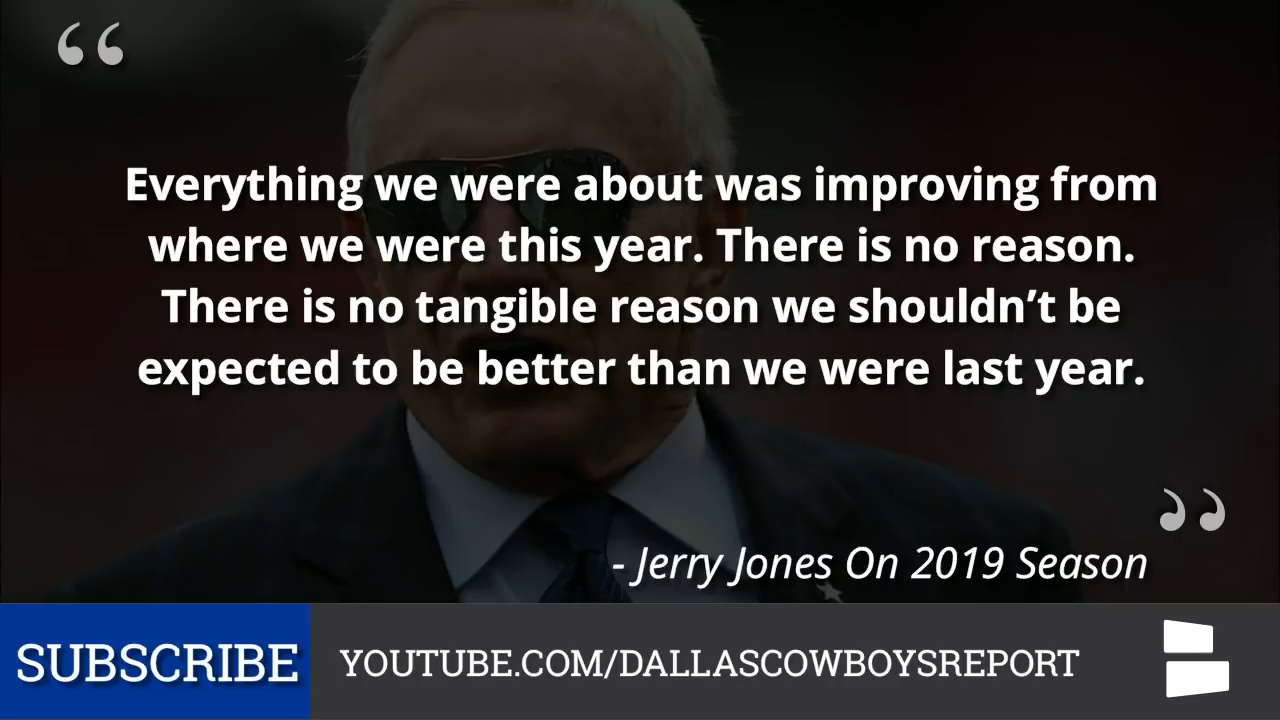 “
Everything we were about was improving from
where we were this year. There is no reason.
There is no tangible reason we shouldn’t be
expected to be better than we were last year.
”
- Jerry Jones On 2019 Season
SUBSCRIBE
YOUTUBE.COM/DALLASCOWBOYSREPORT